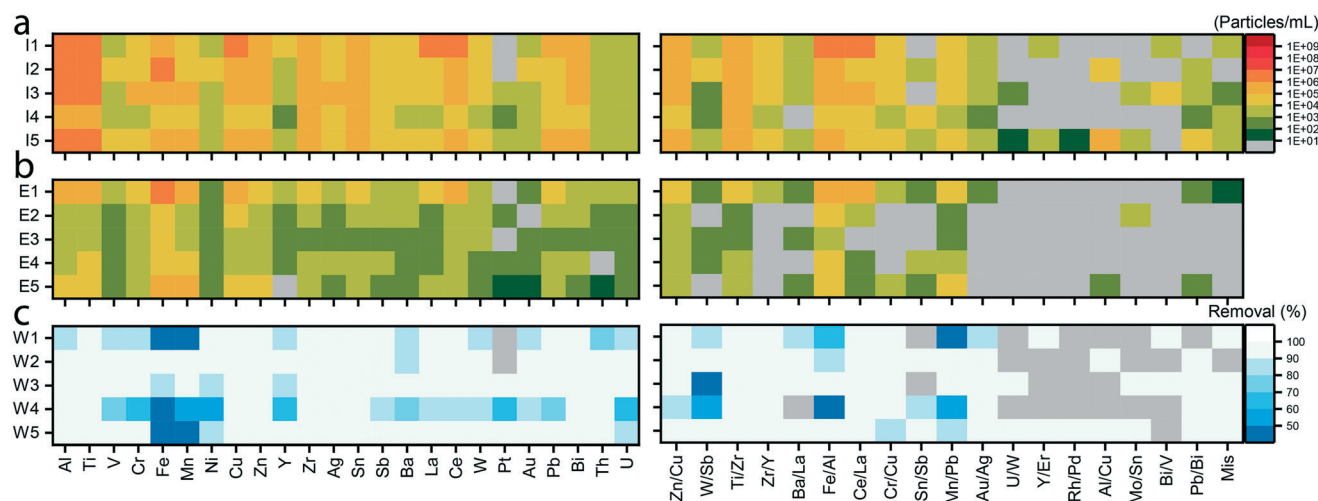 a
(Particles/mL)
I1
I2
I3
I4
I5
1E+09
1E+08
1E+07
1E+06
1E+05
1E+04
1E+03
1E+02
1E+01
b
E1
E2
E3
E4
E5
c
Removal (%)
W1
W2
W3
W4
W5
100
90
80
70
60
50
Al Ti V Cr Fe Mn Ni Cu Zn Y Zr Ag Sn Sb Ba La Ce W Pt Au Pb Bi Th U
Zn/Cu W/Sb Ti/Zr Zr/Y Ba/La Fe/Al Ce/La Cr/Cu Sn/Sb Mn/Pb Au/Ag U/W Y/Er Rh/Pd Al/Cu Mo/Sn Bi/V Pb/Bi Mis